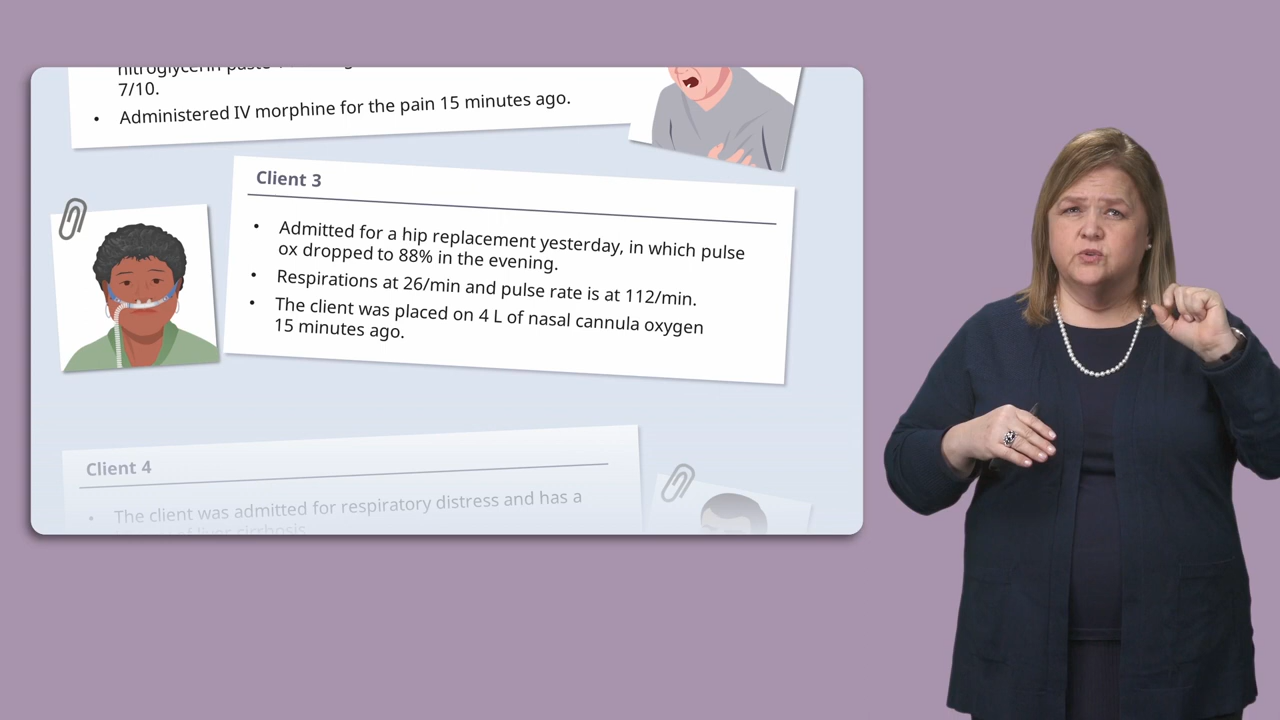 7/10.
• Administered IV morphine for the pain 15 minutes ago.
Client 3
• Admitted for a hip replacement yesterday, in which pulse
ox dropped to 88% in the evening.
• Respirations at 26/min and pulse rate is at 112/min.
• The client was placed on 4 L of nasal cannula oxygen
15 minutes ago.
Client 4
• The client was admitted for respiratory distress and has a
of liver cirrhosis